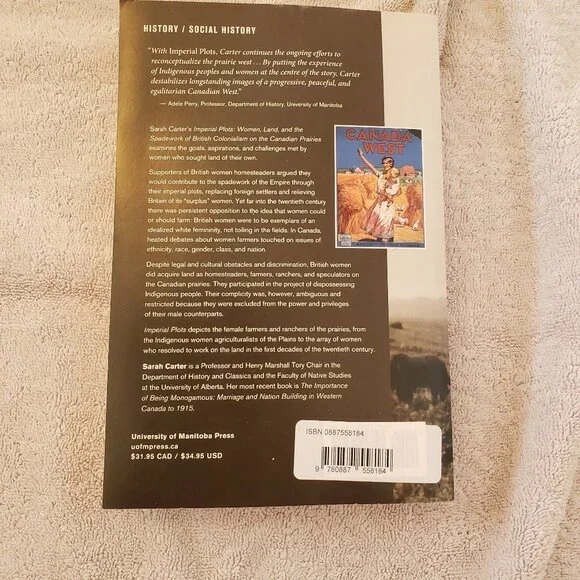 HISTORY / SOCIAL HISTORY
“With Imperial Plots, Carter continues the ongoing efforts to
reconceptualize the prairie west . . . By putting the experience
of Indigenous peoples and women at the centre of the story, Carter
destabilizes longstanding images of a progressive, peaceful, and
egalitarian Canadian West.”
— Adele Perry, Professor, Department of History, University of Manitoba
Sarah Carter's Imperial Plots: Women, Land, and the
Spadework of British Colonialism on the Canadian Prairies
examines the goals, aspirations, and challenges met by
women who sought land of their own.
Supporters of British women homesteaders argued they
would contribute to the spadework of the Empire through
their imperial plots, replacing foreign settlers and relieving
Britain of its “surplus” women. Yet far into the twentieth century
there was persistent opposition to the idea that women could
or should farm: British women were to be exemplars of an
idealized white femininity, not toiling in the fields. In Canada,
heated debates about women farmers touched on issues of
ethnicity, race, gender, class, and nation.
CANADA
WEST
Despite legal and cultural obstacles and discrimination, British women
did acquire land as homesteaders, farmers, ranchers, and speculators on
the Canadian prairies. They participated in the project of dispossessing
Indigenous people. Their complicity was, however, ambiguous and
restricted because they were excluded from the power and privileges
of their male counterparts.
Imperial Plots depicts the female farmers and ranchers of the prairies, from
the Indigenous women agriculturalists of the Plains to the array of women
who resolved to work on the land in the first decades of the twentieth century.
Sarah Carter is a Professor and Henry Marshall Tory Chair in the
Department of History and Classics and the Faculty of Native Studies
at the University of Alberta. Her most recent book is The Importance
of Being Monogamous: Marriage and Nation Building in Western
Canada to 1915.
University of Manitoba Press
uofmpress.ca
$31.95 CAD / $34.95 USD
ISBN 0887558184
9 780887 558184